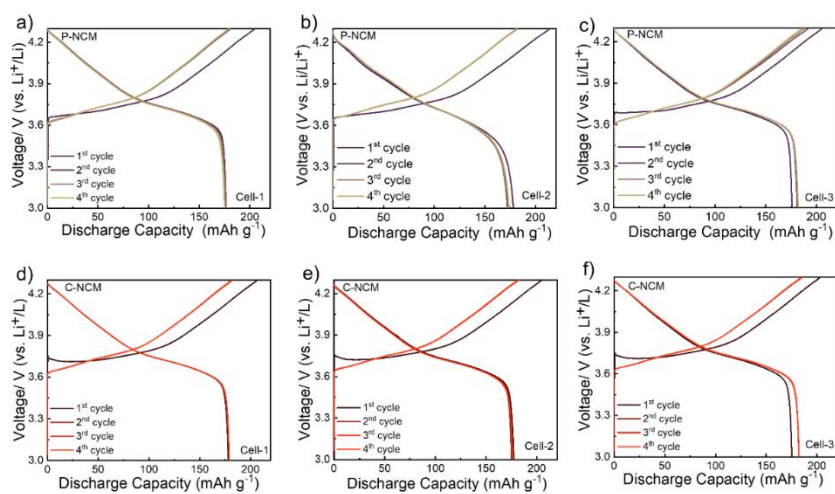 a)
P-NCM
Voltage/ V (vs. Li⁺/Li)
4.2
3.9
3.6
3.3
3.0
1ˢᵗ cycle
2ⁿᵈ cycle
3ʳᵈ cycle
4ᵗʰ cycle
Cell-1
0 50 100 150 200
Discharge Capacity (mAh g⁻¹)
b)
P-NCM
Voltage (V vs. Li/Li⁺)
4.2
3.9
3.6
3.3
3.0
1ˢᵗ cycle
2ⁿᵈ cycle
3ʳᵈ cycle
4ᵗʰ cycle
Cell-2
0 50 100 150 200
Discharge Capacity (mAh g⁻¹)
c)
P-NCM
Voltage (V vs. Li/Li⁺)
4.2
3.9
3.6
3.3
3.0
1ˢᵗ cycle
2ⁿᵈ cycle
3ʳᵈ cycle
4ᵗʰ cycle
Cell-3
0 50 100 150 200
Discharge Capacity (mAh g⁻¹)
d)
C-NCM
Voltage/ V (vs. Li⁺/L)
4.2
3.9
3.6
3.3
3.0
1ˢᵗ cycle
2ⁿᵈ cycle
3ʳᵈ cycle
4ᵗʰ cycle
Cell-1
0 50 100 150 200
Discharge Capacity (mAh g⁻¹)
e)
C-NCM
Voltage/ V (vs. Li⁺/L)
4.2
3.9
3.6
3.3
3.0
1ˢᵗ cycle
2ⁿᵈ cycle
3ʳᵈ cycle
4ᵗʰ cycle
Cell-2
0 50 100 150 200
Discharge Capacity (mAh g⁻¹)
f)
C-NCM
Voltage/ V (vs. Li⁺/L)
4.2
3.9
3.6
3.3
3.0
1ˢᵗ cycle
2ⁿᵈ cycle
3ʳᵈ cycle
4ᵗʰ cycle
Cell-3
0 50 100 150 200
Discharge Capacity (mAh g⁻¹)